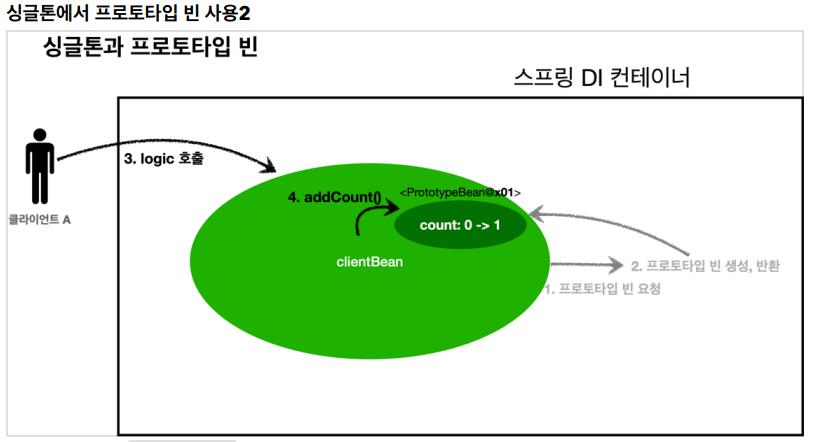 싱글톤에서 프로토타입 빈 사용2
싱글톤과 프로토타입 빈
스프링 DI 컨테이너
3. logic 호출
클라이언트 A
4. addCount()
<PrototypeBean@x01>
count: 0 -> 1
clientBean
2. 프로토타입 빈 생성, 반환
1. 프로토타입 빈 요청